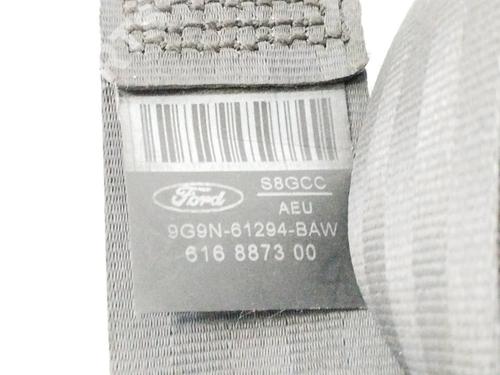 Ford
S8GCC
AEU
9G9N-61294-BAW
616 8873 00